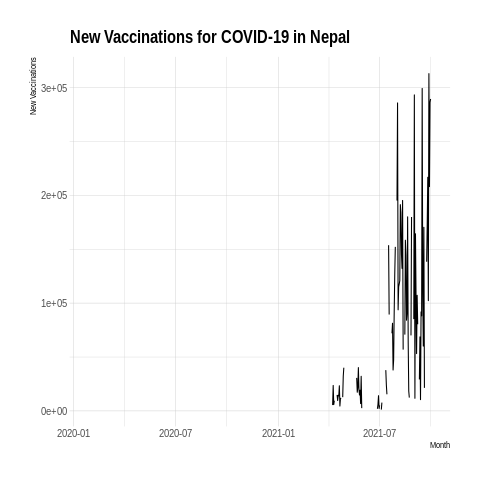 New Vaccinations for COVID-19 in Nepal
New Vaccinations
3e+05
2e+05
1e+05
0e+00
2020-01 2020-07 2021-01 2021-07
Month